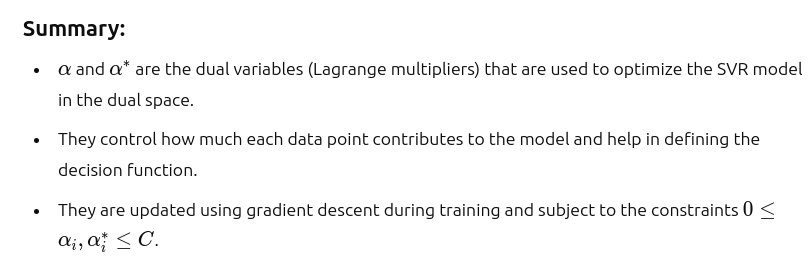 Summary:
• α and α* are the dual variables (Lagrange multipliers) that are used to optimize the SVR model
in the dual space.
• They control how much each data point contributes to the model and help in defining the
decision function.
• They are updated using gradient descent during training and subject to the constraints 0 ≤
αᵢ, αᵢ* ≤ C.